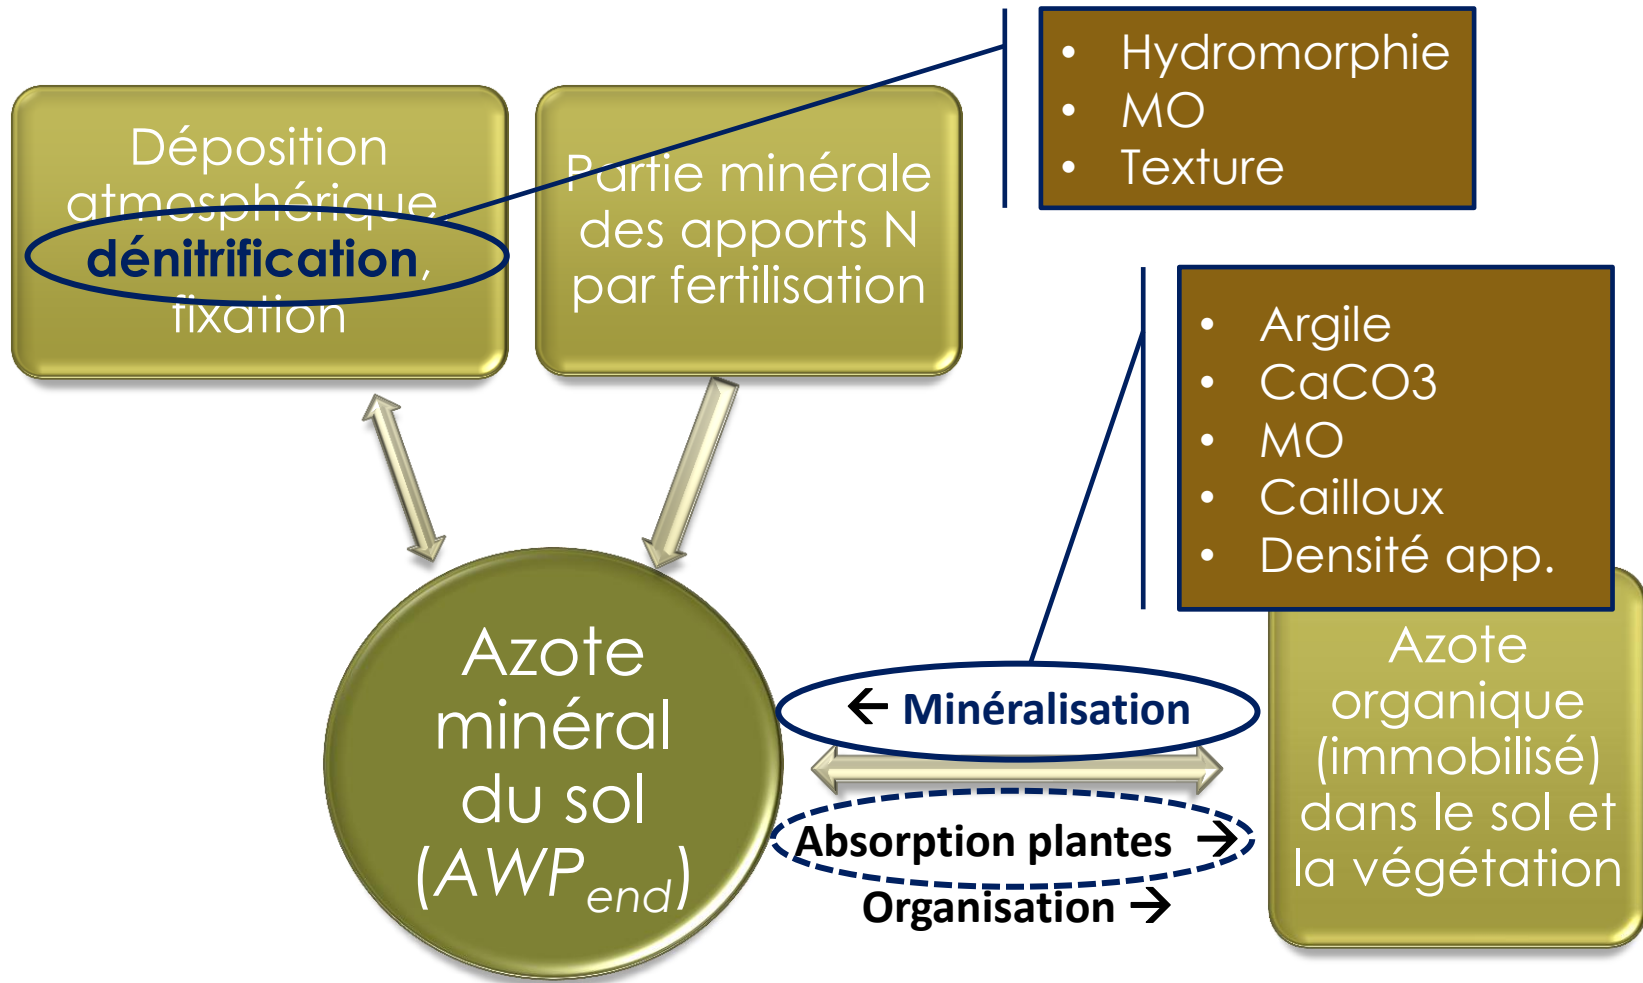 • Hydromorphie
• MO
• Texture
Déposition
atmosphérique,
dénitrification,
fixation
Partie minérale
des apports N
par fertilisation
• Argile
• CaCO3
• MO
• Cailloux
• Densité app.
Azote
minéral
du sol
(AWPend)
← Minéralisation
Absorption plantes →
Organisation →
Azote
organique
(immobilisé)
dans le sol et
la végétation